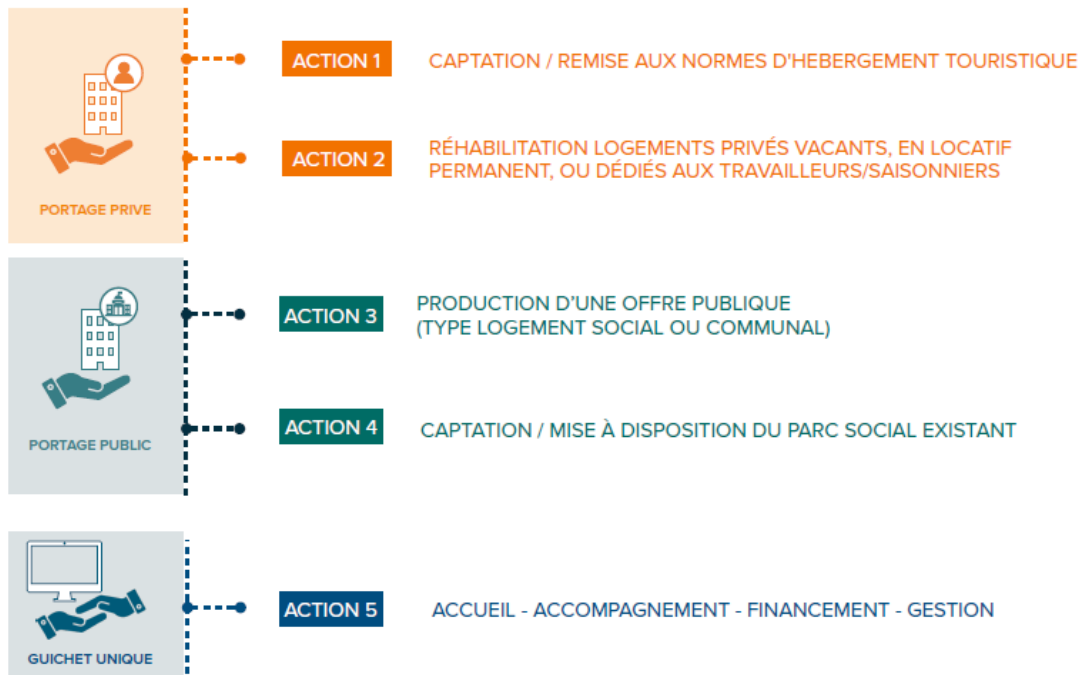 ACTION 1
CAPTATION / REMISE AUX NORMES D'HEBERGEMENT TOURISTIQUE
ACTION 2
RÉHABILITATION LOGEMENTS PRIVÉS VACANTS, EN LOCATIF
PERMANENT, OU DÉDIÉS AUX TRAVAILLEURS/SAISONNIERS
PORTAGE PRIVE
ACTION 3
PRODUCTION D’UNE OFFRE PUBLIQUE
(TYPE LOGEMENT SOCIAL OU COMMUNAL)
ACTION 4
CAPTATION / MISE À DISPOSITION DU PARC SOCIAL EXISTANT
PORTAGE PUBLIC
ACTION 5
ACCUEIL - ACCOMPAGNEMENT - FINANCEMENT - GESTION
GUICHET UNIQUE